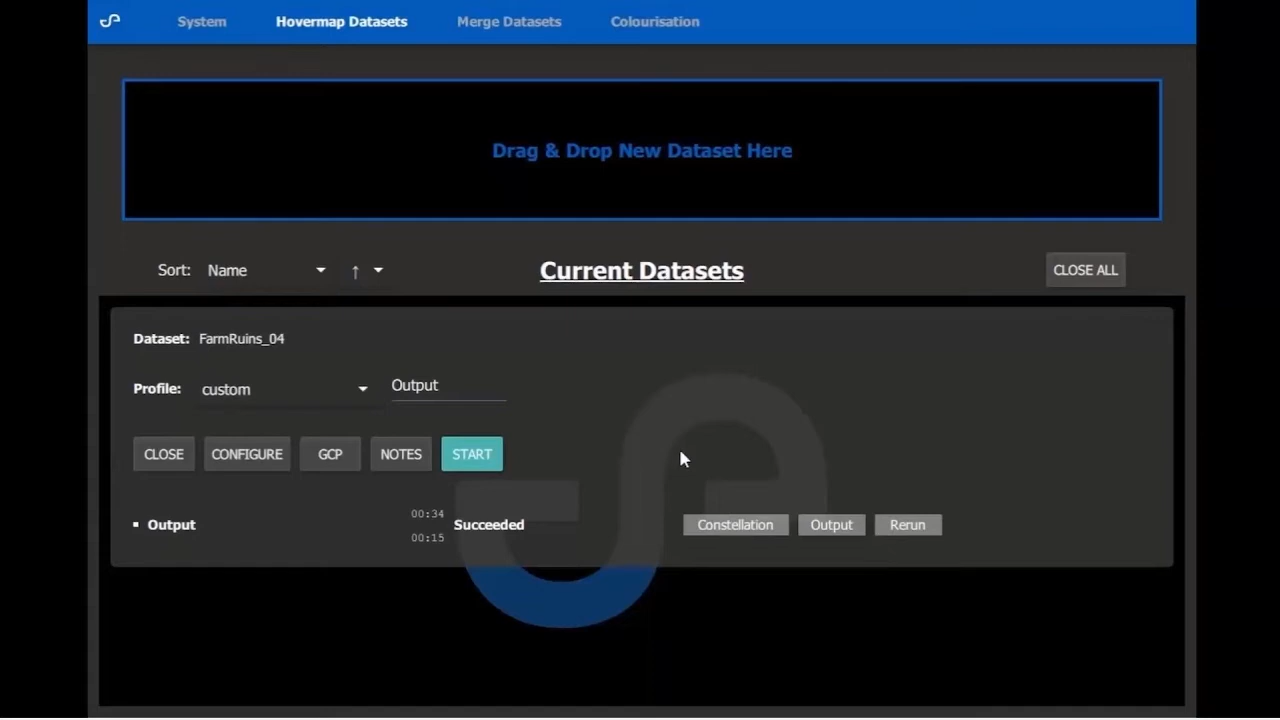 System Hovermap Datasets Merge Datasets Colourisation
Drag & Drop New Dataset Here
Sort: Name ↑ Current Datasets CLOSE ALL
Dataset: FarmRuins_04
Profile: custom Output
CLOSE CONFIGURE GCP NOTES START
00:34
Output Succeeded Constellation Output Rerun
00:15